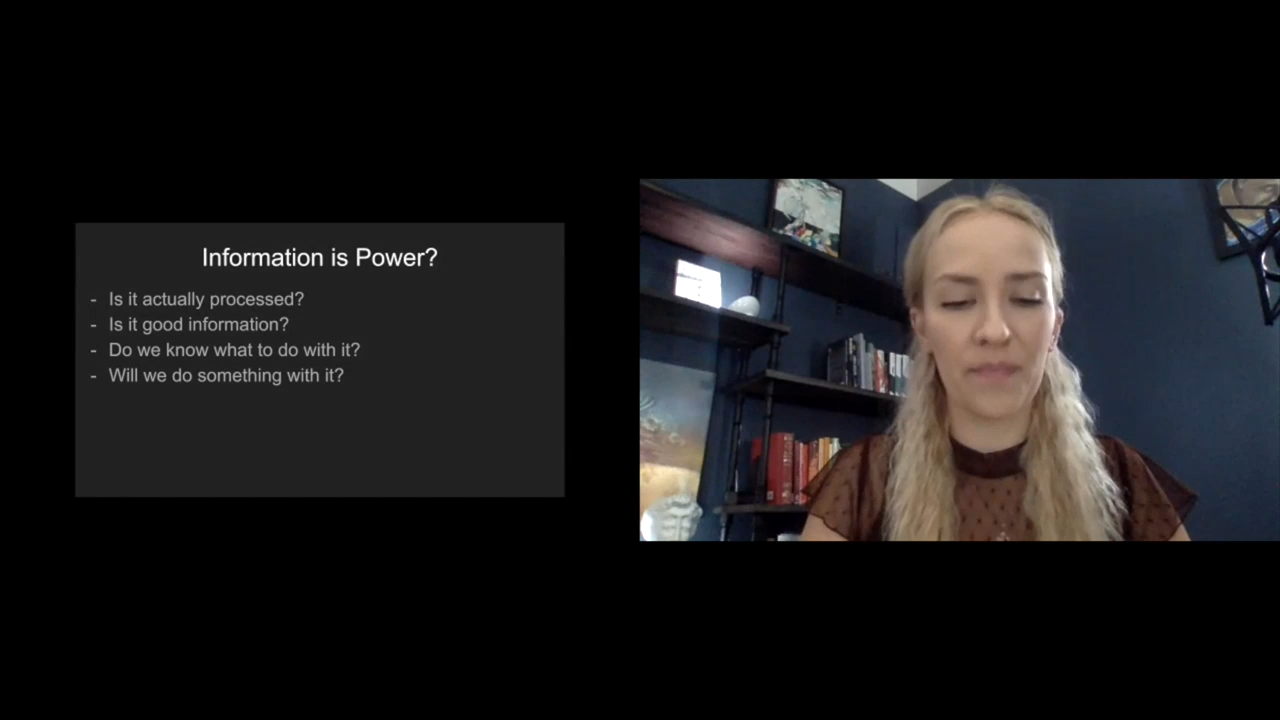 Information is Power?
- Is it actually processed?
- Is it good information?
- Do we know what to do with it?
- Will we do something with it?